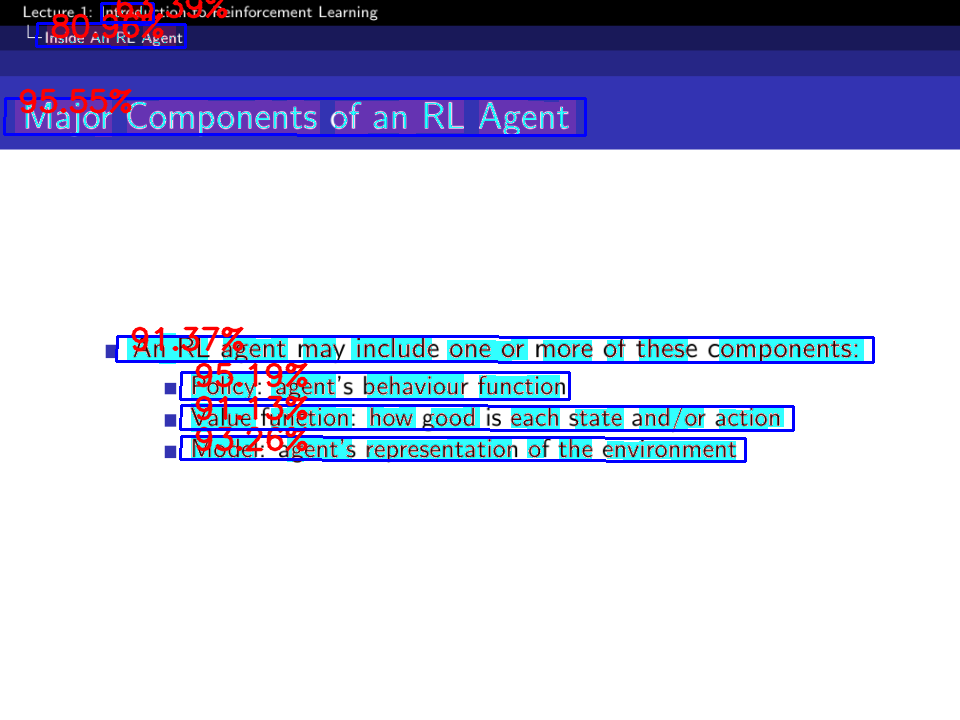 Lecture 1: Introduction to Reinforcement Learning
63.39%
80.96%
Inside An RL Agent
95.55%
Major Components of an RL Agent
91.37%
An RL agent may include one or more of these components:
95.19%
Policy: agent's behaviour function
91.13%
Value function: how good is each state and/or action
93.26%
Model: agent's representation of the environment